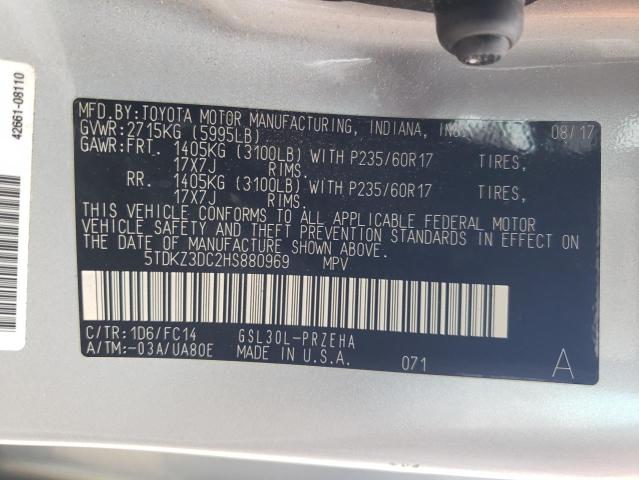 42661-08110
MFD.BY:TOYOTA MOTOR MANUFACTURING, INDIANA, INC. 08/17
GVWR:2715KG (5995LB)
GAWR:FRT. 1405KG (3100LB) WITH P235/60R17 TIRES,
17X7J RIMS.
RR. 1405KG (3100LB) WITH P235/60R17 TIRES,
17X7J RIMS.
THIS VEHICLE CONFORMS TO ALL APPLICABLE FEDERAL MOTOR
VEHICLE SAFETY AND THEFT PREVENTION STANDARDS IN EFFECT
ON THE DATE OF MANUFACTURE SHOWN ABOVE.
5TDKZ3DC2HS880969 MPV
C/TR:1D6/FC14 GSL30L-PRZEHA
A/TM:-03A/UA80E MADE IN U.S.A. 071 A